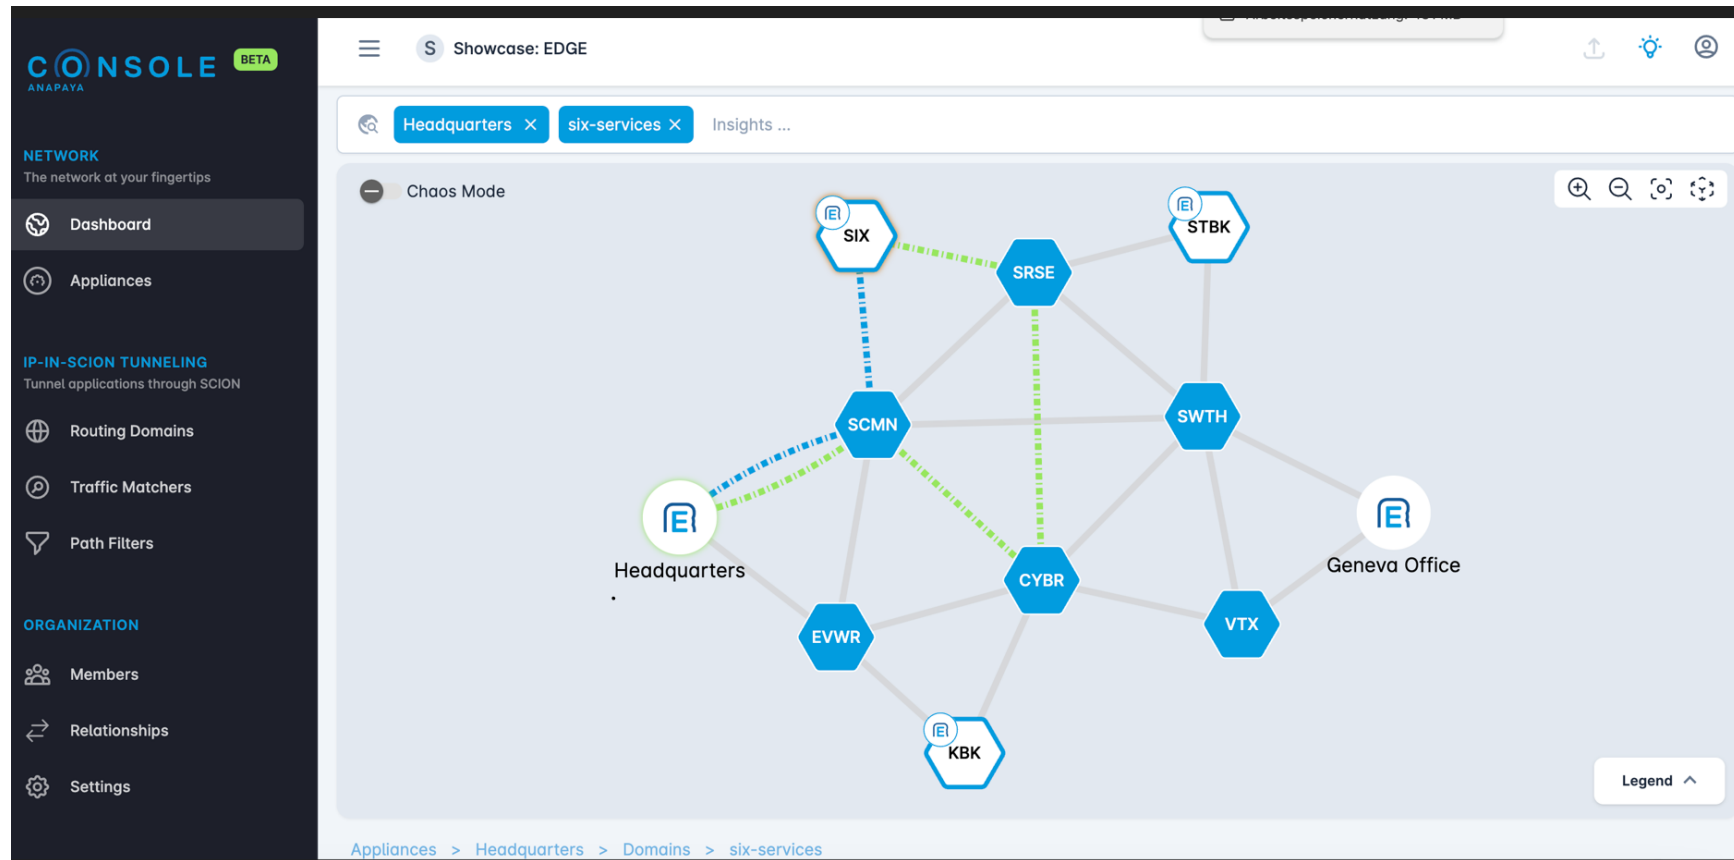 CONSOLE BETA
ANAPAYA
S Showcase: EDGE
Headquarters × six-services × Insights ...
NETWORK
The network at your fingertips
Dashboard
Appliances
IP-IN-SCION TUNNELING
Tunnel applications through SCION
Routing Domains
Traffic Matchers
Path Filters
ORGANIZATION
Members
Relationships
Settings
Chaos Mode
SIX
STBK
SRSE
SCMN
SWTH
Headquarters
Geneva Office
CYBR
EVWR
VTX
KBK
Legend
Appliances > Headquarters > Domains > six-services